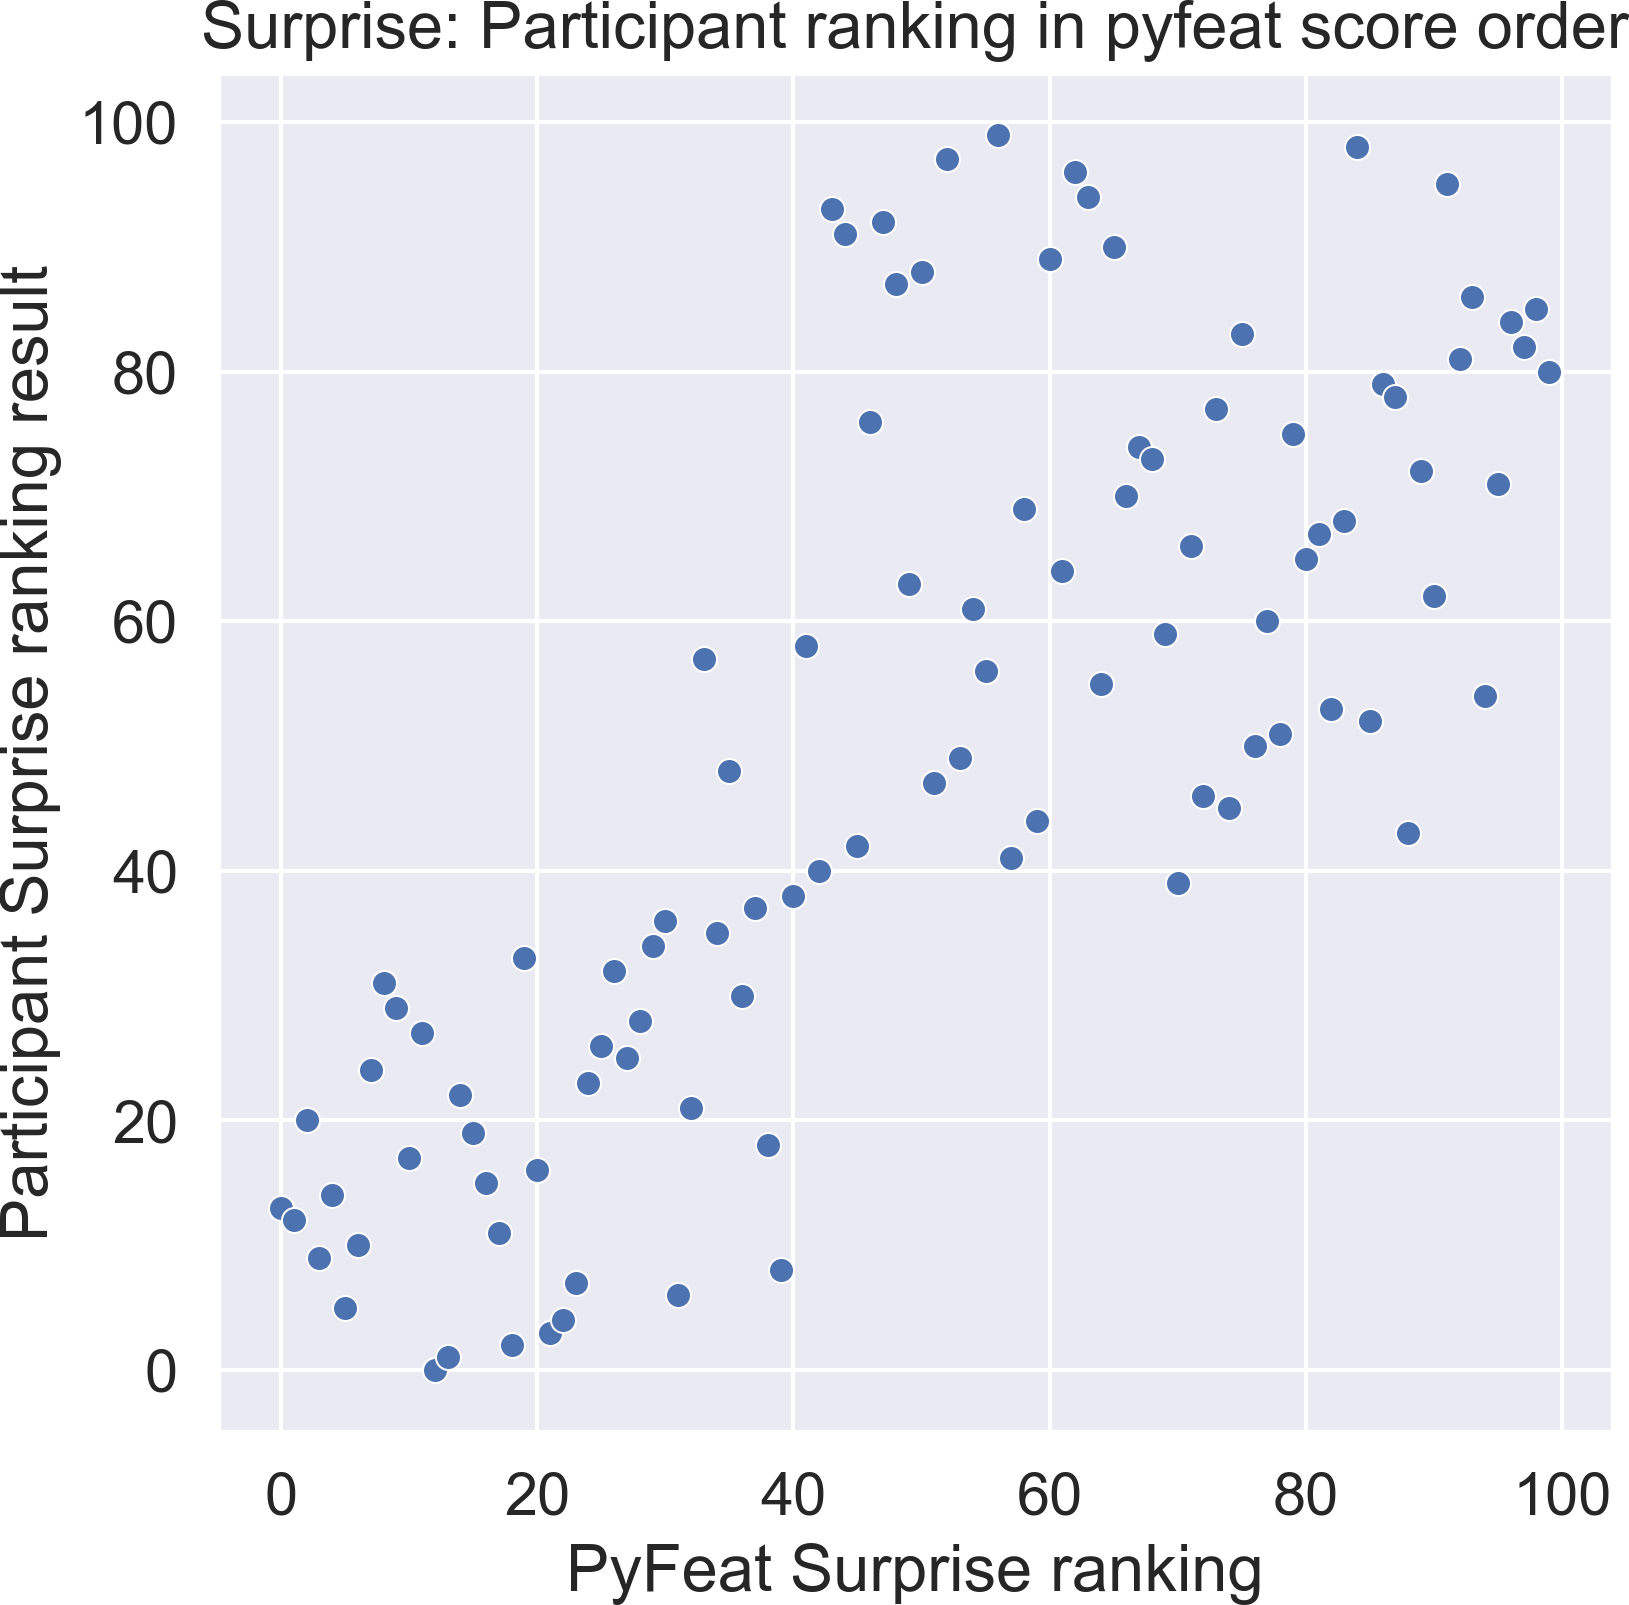 Surprise: Participant ranking in pyfeat score order
Participant Surprise ranking result
100
80
60
40
20
0
0 20 40 60 80 100
PyFeat Surprise ranking